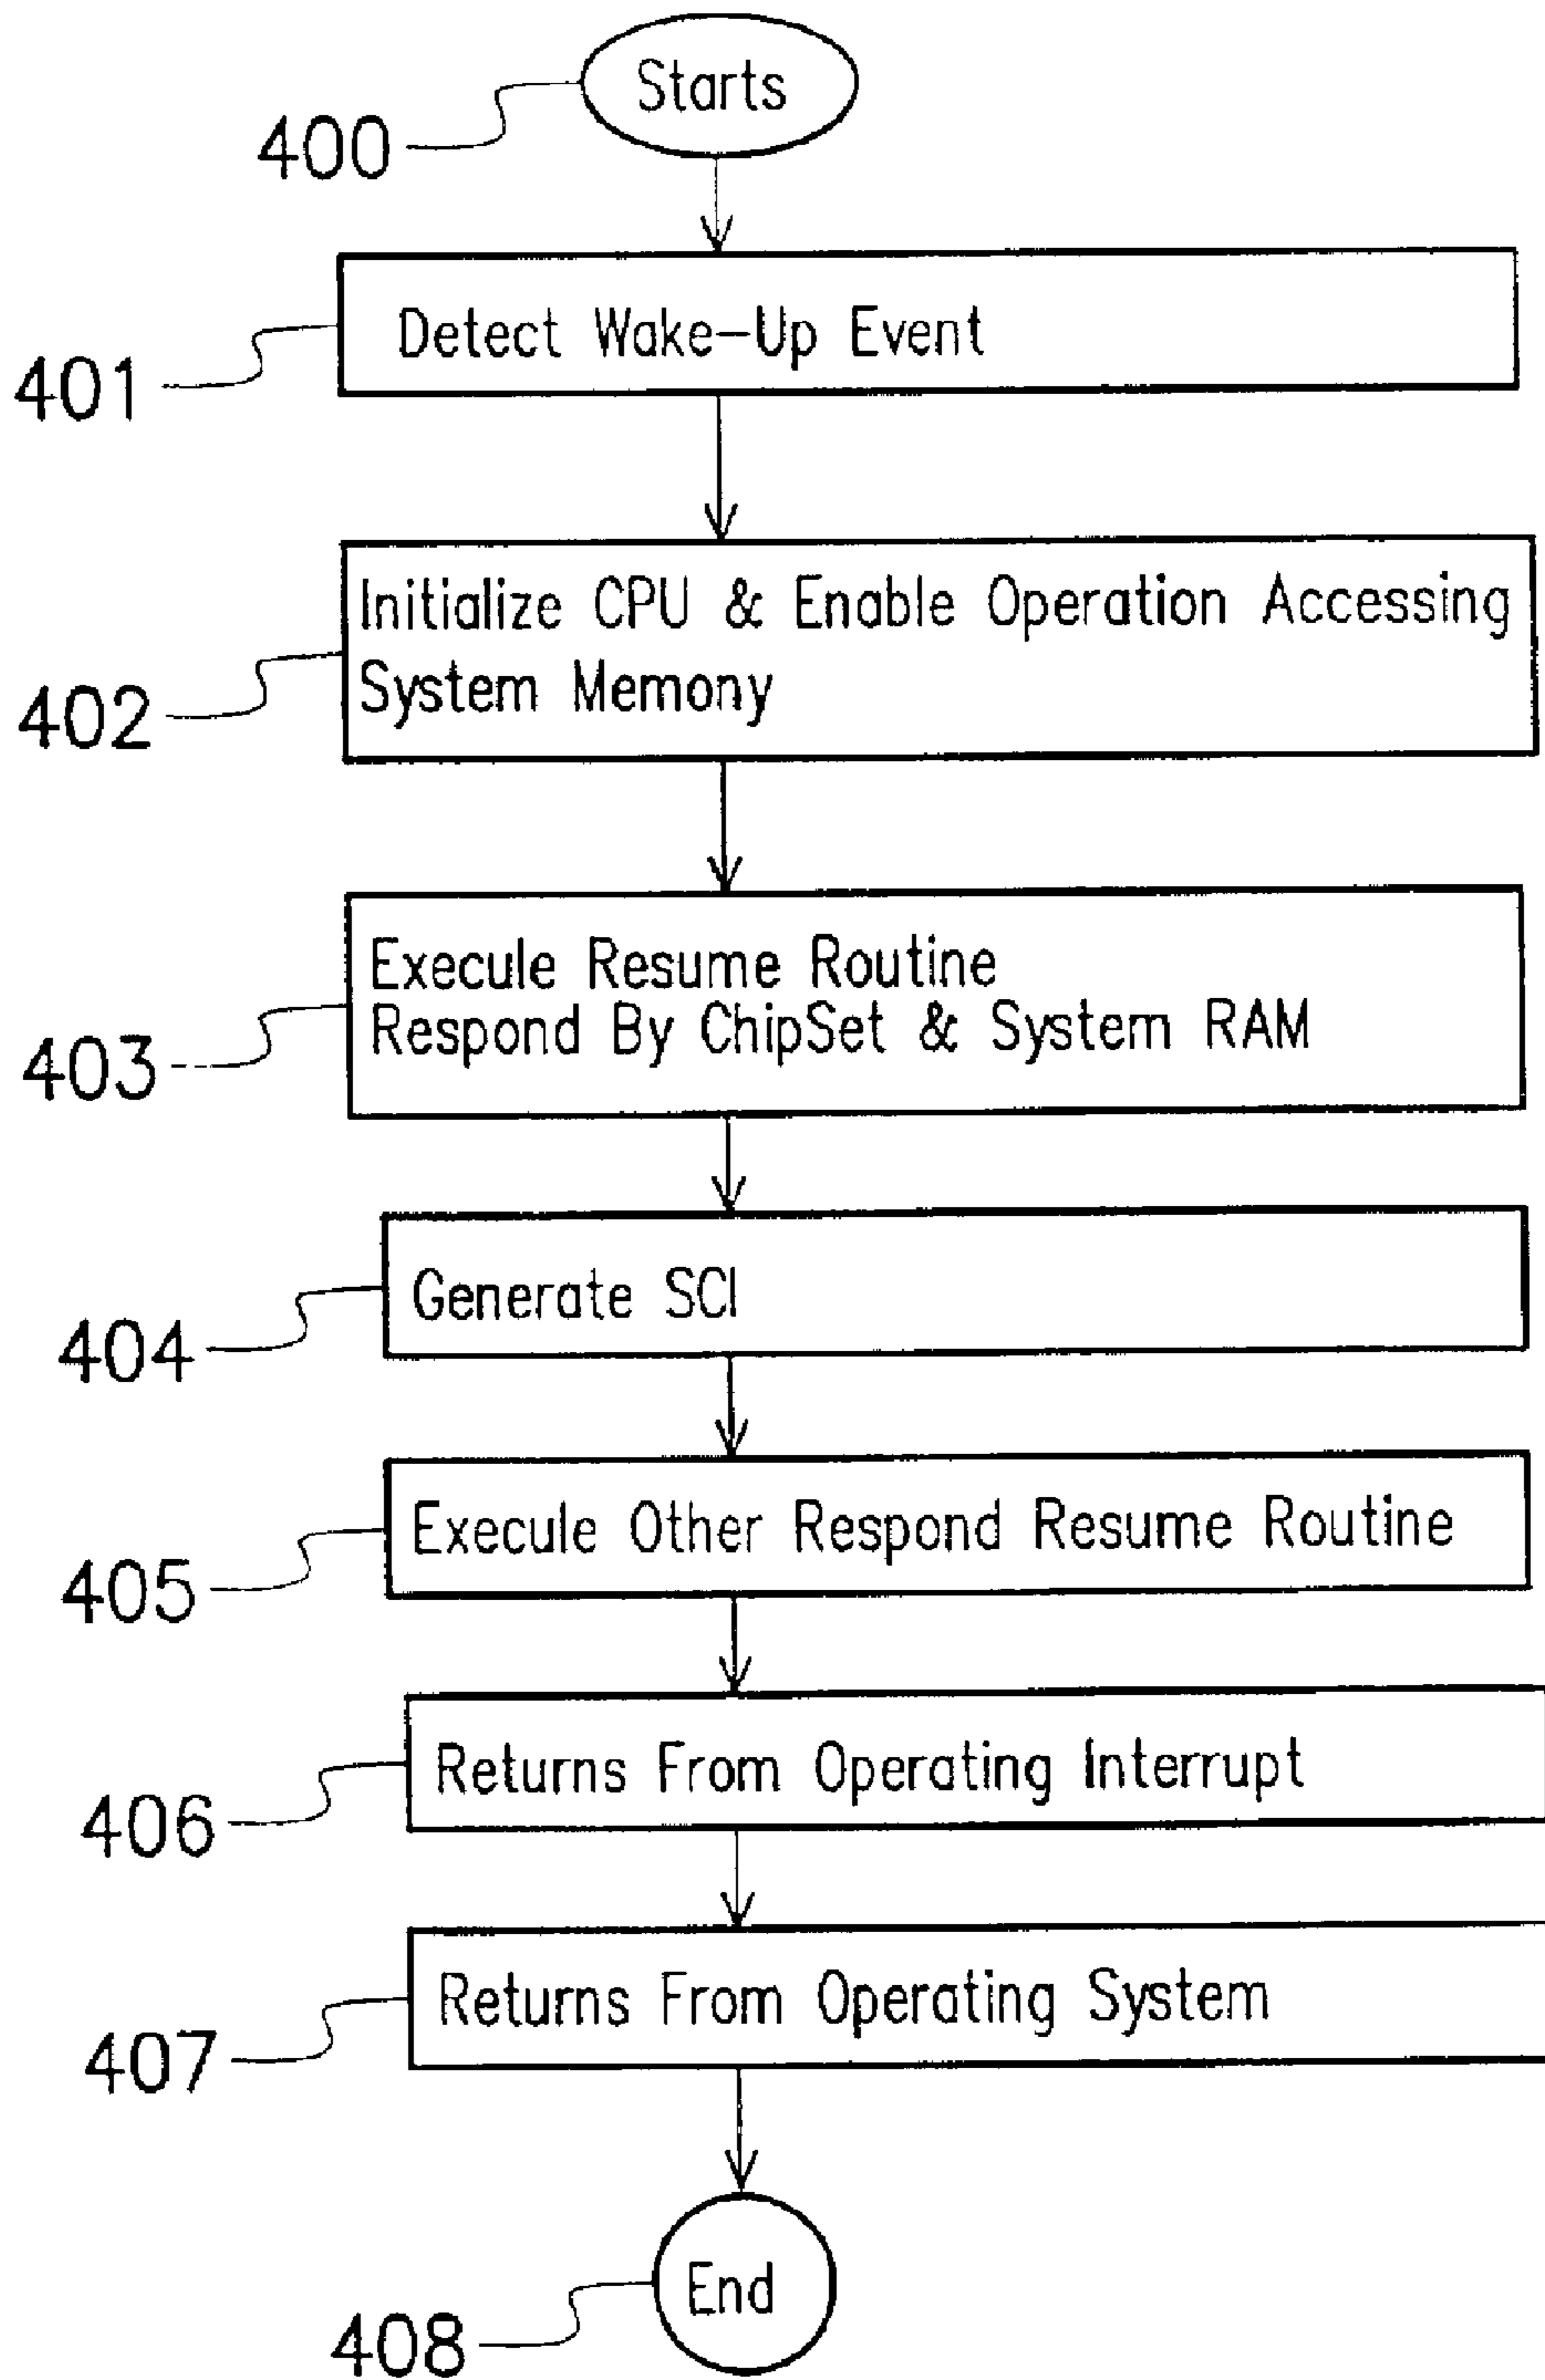 Starts
400
Detect Wake-Up Event
401
Initialize CPU & Enable Operation Accessing
System Memony
402
Execule Resume Routine
Respond By ChipSet & System RAM
403
Generate SCI
404
Execule Other Respond Resume Routine
405
Returns From Operating Interrupt
406
Returns From Operating System
407
End
408